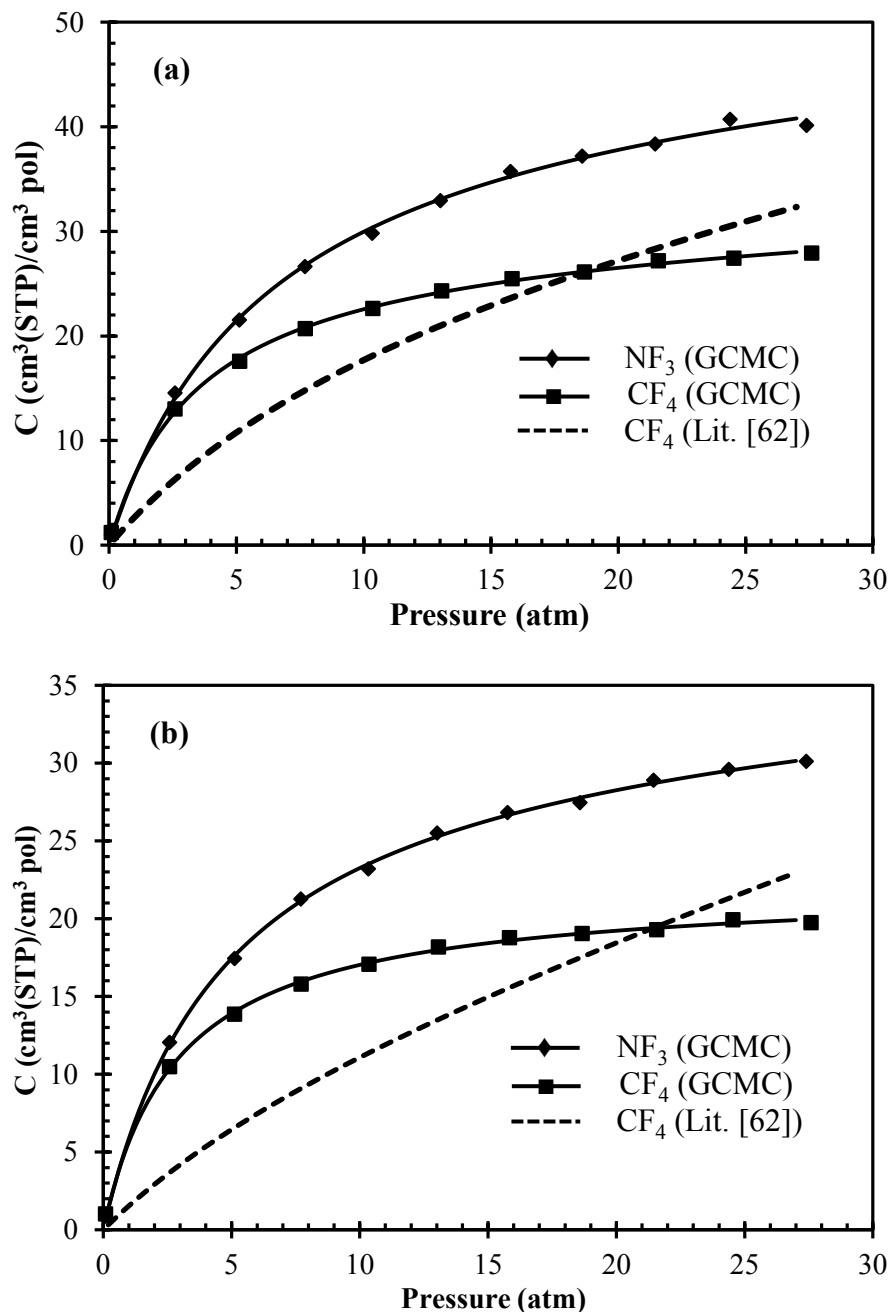 50
(a)
40
30
20
10
0
C (cm³(STP)/cm³ pol)
NF₃ (GCMC)
CF₄ (GCMC)
CF₄ (Lit. [62])
0 5 10 15 20 25 30
Pressure (atm)
35
(b)
30
25
20
15
10
5
0
C (cm³(STP)/cm³ pol)
NF₃ (GCMC)
CF₄ (GCMC)
CF₄ (Lit. [62])
0 5 10 15 20 25 30
Pressure (atm)